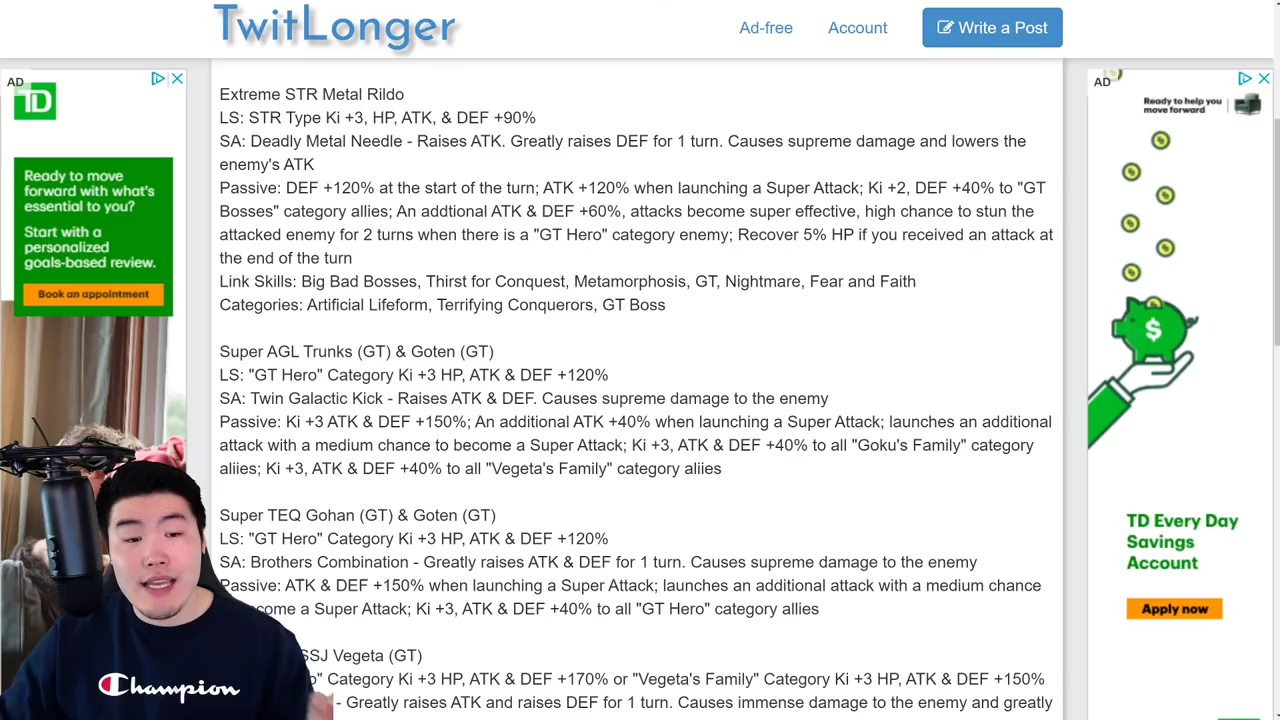 TwitLonger
Ad-free
Account
Write a Post
AD
TD
Ready to move
forward with what's
essential to you?
Start with a
personalized
goals-based review.
Book an appointment
Extreme STR Metal Rildo
LS: STR Type Ki +3, HP, ATK, & DEF +90%
SA: Deadly Metal Needle - Raises ATK. Greatly raises DEF for 1 turn. Causes supreme damage and lowers the
enemy's ATK
Passive: DEF +120% at the start of the turn; ATK +120% when launching a Super Attack; Ki +2, DEF +40% to "GT
Bosses" category allies; An addtional ATK & DEF +60%, attacks become super effective, high chance to stun the
attacked enemy for 2 turns when there is a "GT Hero" category enemy; Recover 5% HP if you received an attack at
the end of the turn
Link Skills: Big Bad Bosses, Thirst for Conquest, Metamorphosis, GT, Nightmare, Fear and Faith
Categories: Artificial Lifeform, Terrifying Conquerors, GT Boss
Super AGL Trunks (GT) & Goten (GT)
LS: "GT Hero" Category Ki +3 HP, ATK & DEF +120%
SA: Twin Galactic Kick - Raises ATK & DEF. Causes supreme damage to the enemy
Passive: Ki +3 ATK & DEF +150%; An additional ATK +40% when launching a Super Attack; launches an additional
attack with a medium chance to become a Super Attack; Ki +3, ATK & DEF +40% to all "Goku's Family" category
aliies; Ki +3, ATK & DEF +40% to all "Vegeta's Family" category aliies
Super TEQ Gohan (GT) & Goten (GT)
LS: "GT Hero" Category Ki +3 HP, ATK & DEF +120%
SA: Brothers Combination - Greatly raises ATK & DEF for 1 turn. Causes supreme damage to the enemy
Passive: ATK & DEF +150% when launching a Super Attack; launches an additional attack with a medium chance
come a Super Attack; Ki +3, ATK & DEF +40% to all "GT Hero" category allies
SSJ Vegeta (GT)
Category Ki +3 HP, ATK & DEF +170% or "Vegeta's Family" Category Ki +3 HP, ATK & DEF +150%
- Greatly raises ATK and raises DEF for 1 turn. Causes immense damage to the enemy and greatly
Champion
AD
Ready to help you
move forward
$
TD Every Day
Savings
Account
Apply now